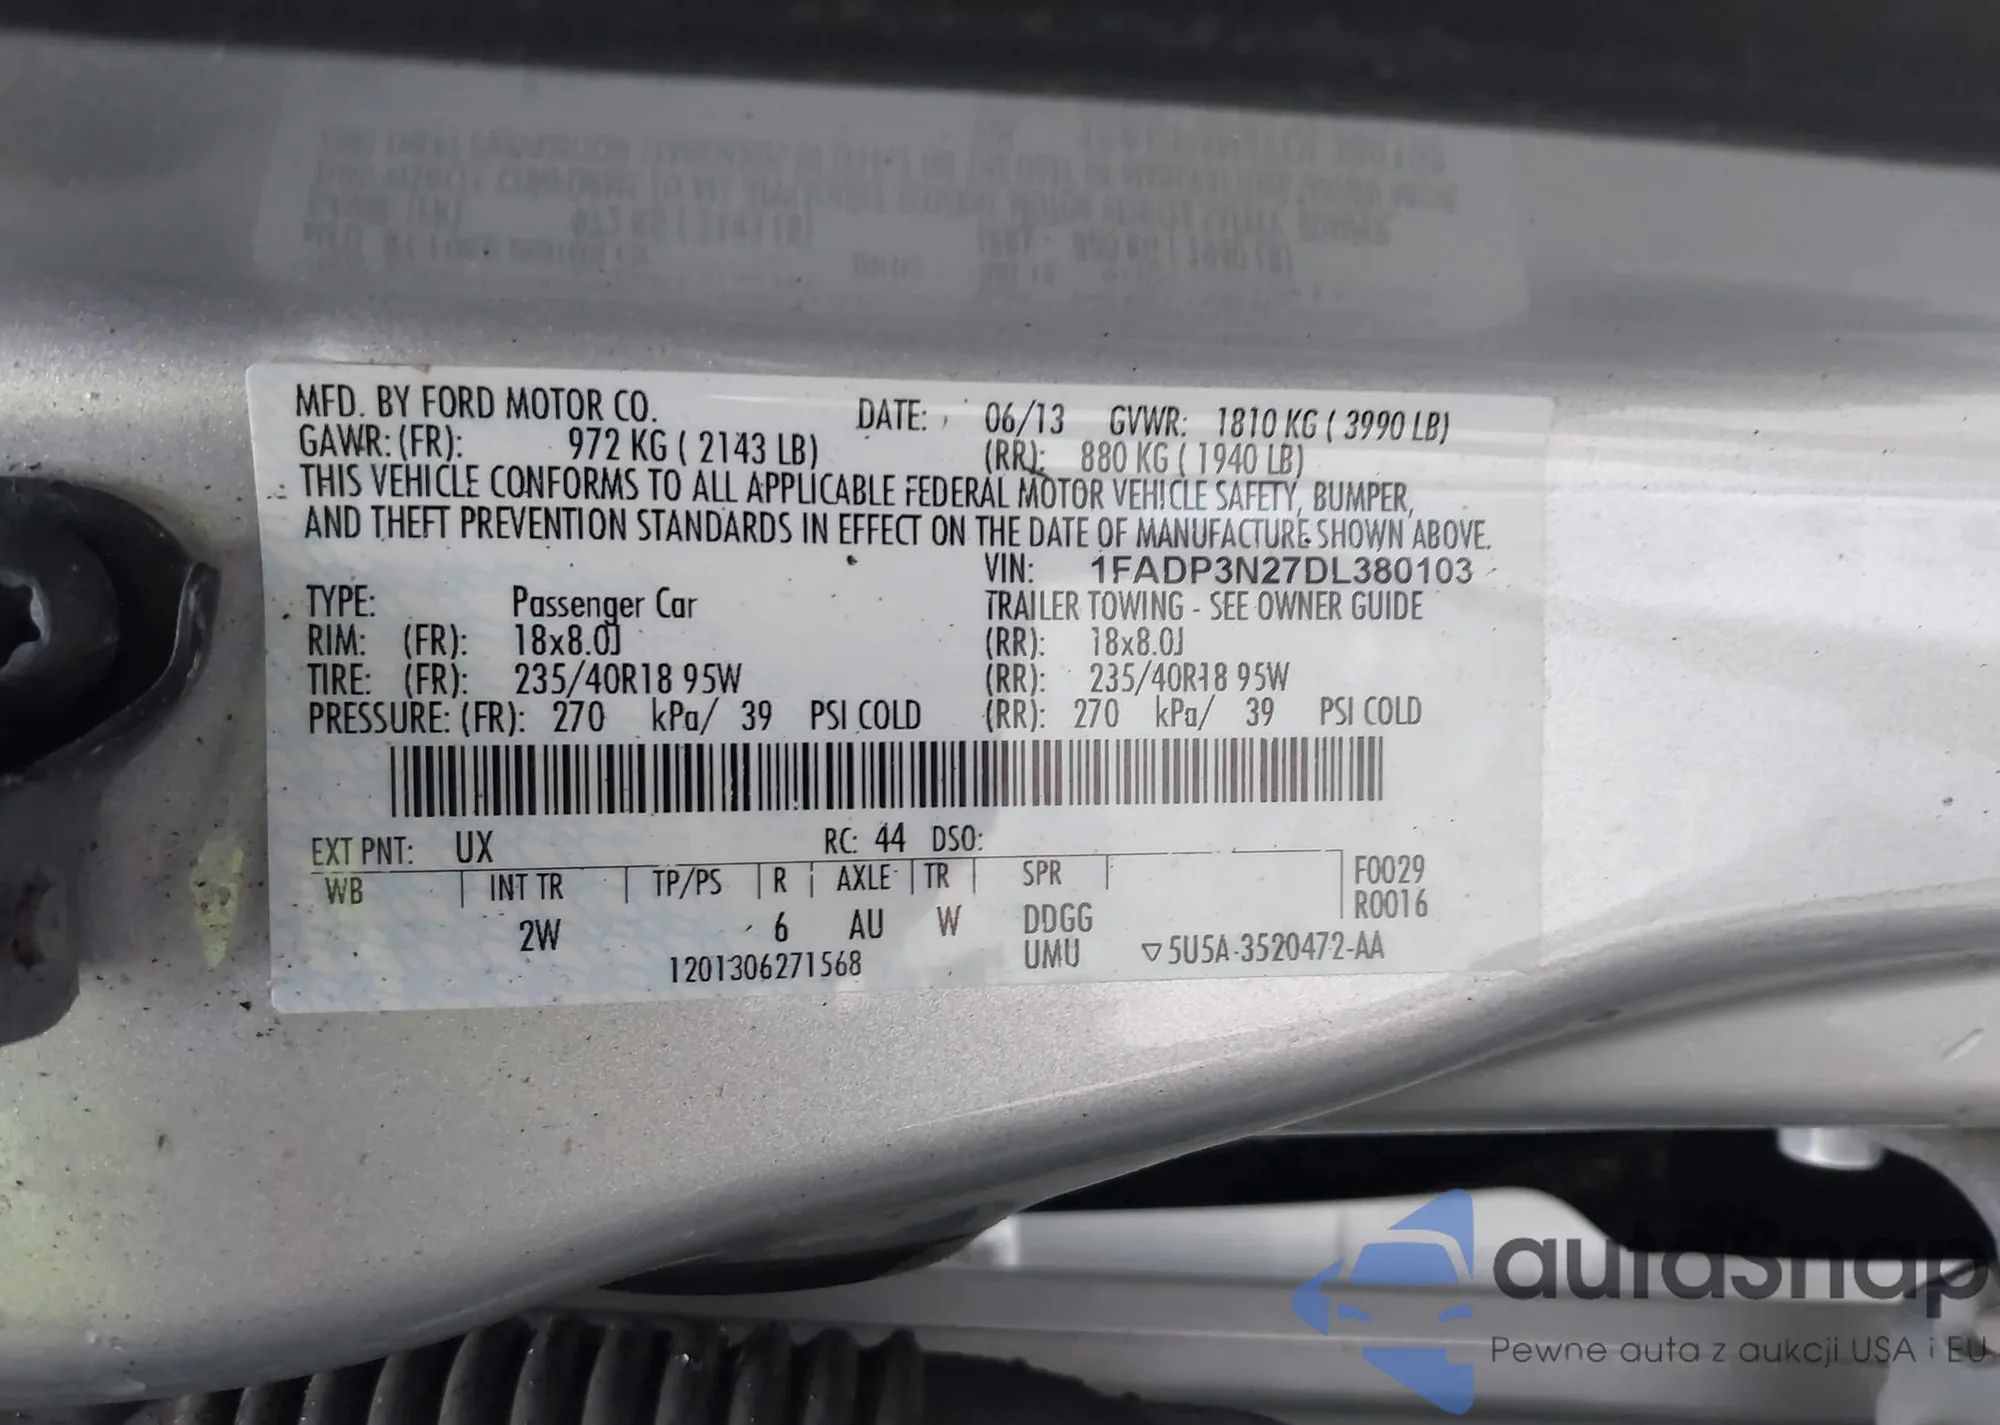 MFD. BY FORD MOTOR CO. DATE: 06/13 GVWR: 1810 KG ( 3990 LB)
GAWR: (FR): 972 KG ( 2143 LB) (RR): 880 KG ( 1940 LB)
THIS VEHICLE CONFORMS TO ALL APPLICABLE FEDERAL MOTOR VEHICLE SAFETY, BUMPER,
AND THEFT PREVENTION STANDARDS IN EFFECT ON THE DATE OF MANUFACTURE SHOWN ABOVE.
VIN: 1FADP3N27DL380103
TYPE: Passenger Car TRAILER TOWING - SEE OWNER GUIDE
RIM: (FR): 18x8.0J (RR): 18x8.0J
TIRE: (FR): 235/40R18 95W (RR): 235/40R18 95W
PRESSURE: (FR): 270 kPa/ 39 PSI COLD (RR): 270 kPa/ 39 PSI COLD
EXT PNT: UX RC: 44 DSO:
WB INT TR TP/PS R AXLE TR SPR F0029
R0016
2W 6 AU W DDGG
1201306271568 UMU ▽5U5A-3520472-AA
autoSnap
Pewne auta z aukcji USA i EU